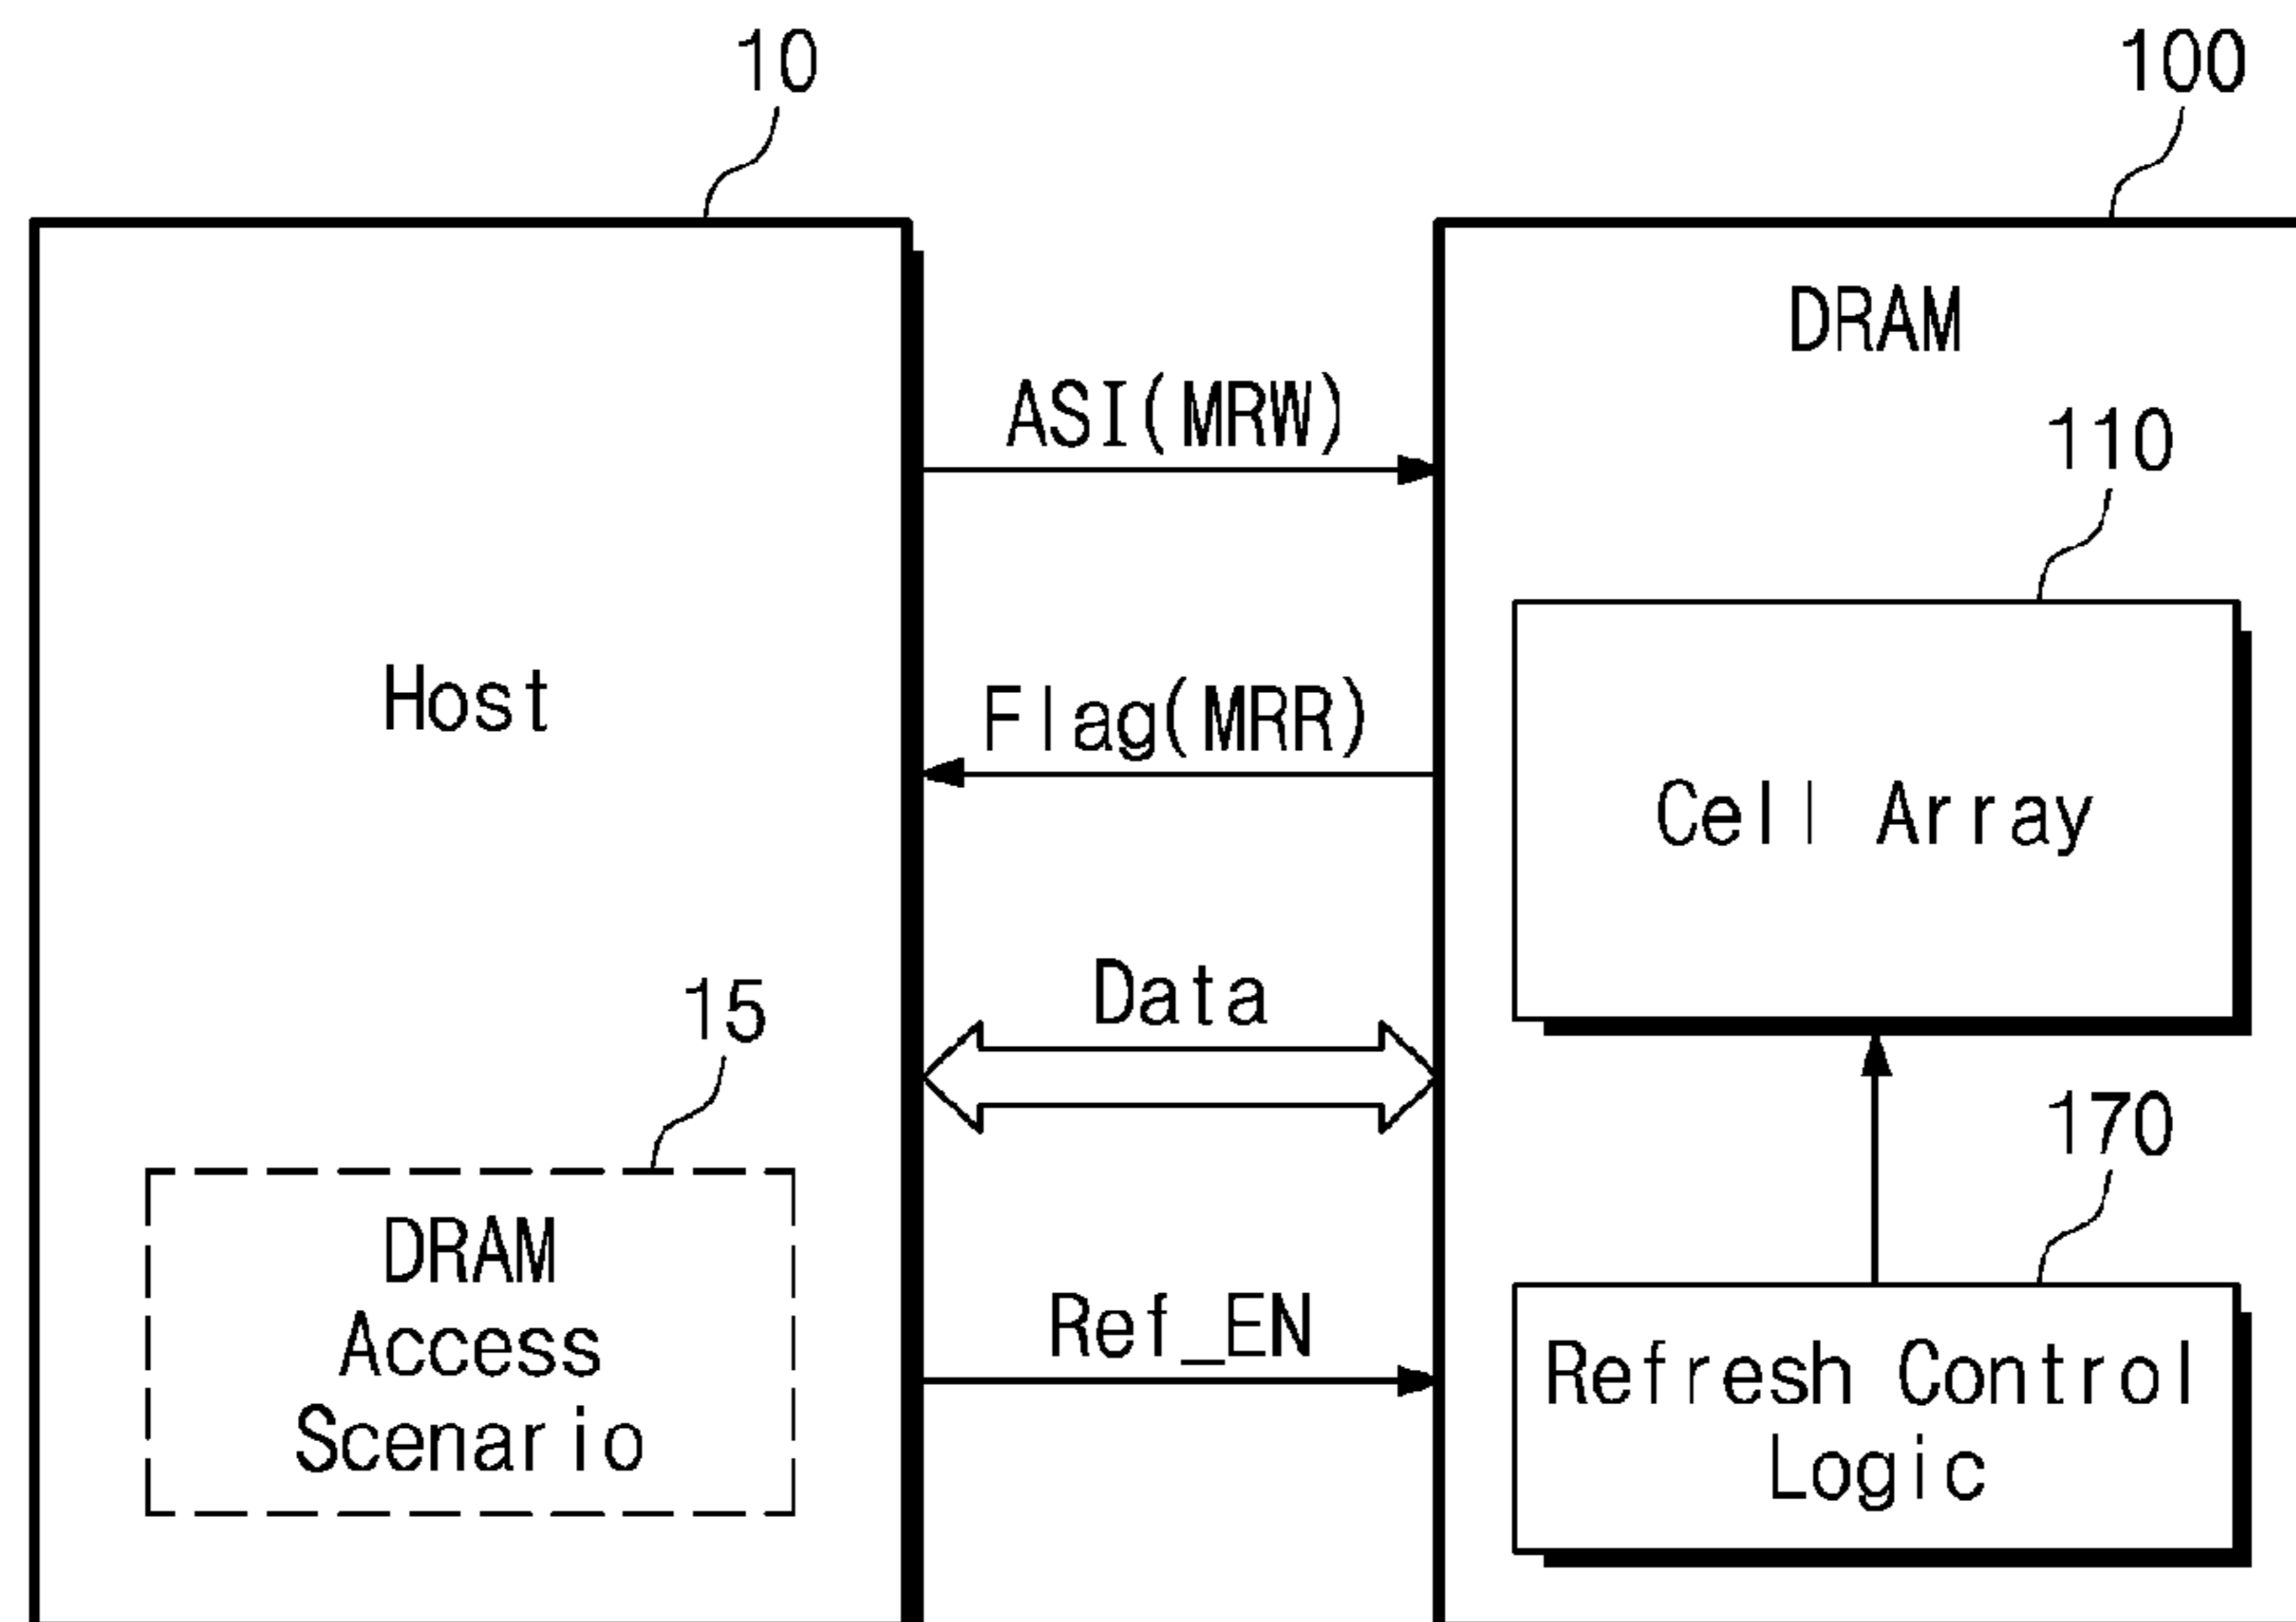 10
100
DRAM
ASI(MRW)
110
Host
Flag(MRR)
Cell Array
15
Data
170
DRAM
Access
Scenario
Ref_EN
Refresh Control
Logic